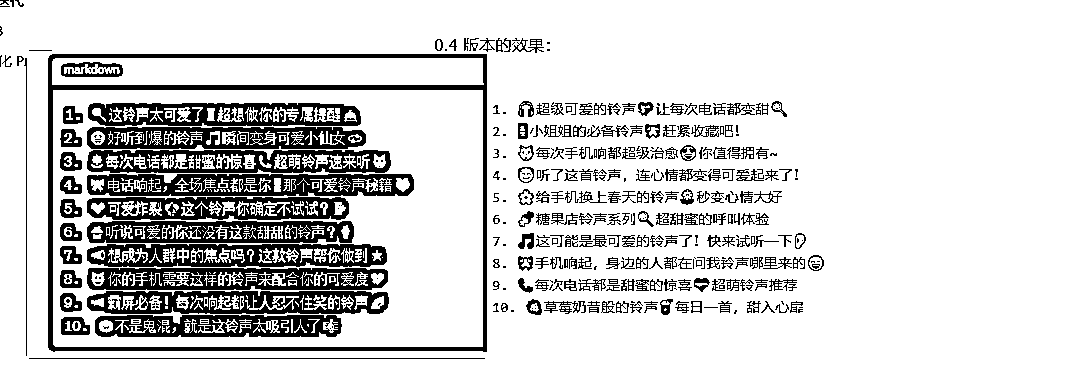 迭代
3
化 P
0.4 版本的效果：
markdown
1. 🔍这铃声太可爱了📱超想做你的专属提醒🛎
2. 😊好听到爆的铃声🎵瞬间变身可爱小仙女
3. 每次电话都是甜蜜的惊喜📞超萌铃声速来听🐱
4. 电话响起，全场焦点都是你📱那个可爱铃声秘籍❤
5. ❤可爱炸裂这个铃声你确定不试试？
6. 听说可爱的你还没有这款甜甜的铃声？
7. 📢想成为人群中的焦点吗？这款铃声帮你做到★
8. 你的手机需要这样的铃声来配合你的可爱度❤
9. 📢霸屏必备！每次响起都让人忍不住笑的铃声
10. 不是鬼混，就是这铃声太吸引人了
1. 🎧超级可爱的铃声💖让每次电话都变甜🔍
2. 📱小姐姐的必备铃声⏰赶紧收藏吧！
3. 🐱每次手机响都超级治愈😍你值得拥有~
4. 😊听了这首铃声，连心情都变得可爱起来了！
5. 🌸给手机换上春天的铃声秒变心情大好
6. 🍬糖果店铃声系列🔍超甜蜜的呼叫体验
7. 🎵这可能是最可爱的铃声了！快来试听一下👂
8. ⏰手机响起，身边的人都在问我铃声哪里来的😄
9. 📞每次电话都是甜蜜的惊喜💝超萌铃声推荐
10. 🍓草莓奶昔般的铃声🥤每日一首，甜入心扉